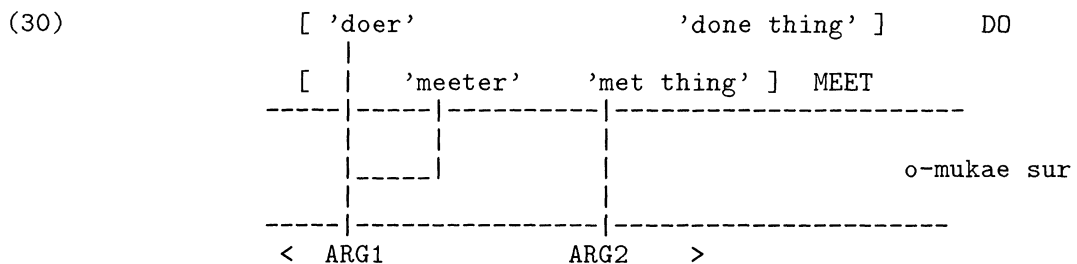 (30) [ 'doer' 'done thing' ] DO
[ 'meeter' 'met thing' ] MEET
o-mukae sur
< ARG1 ARG2 >